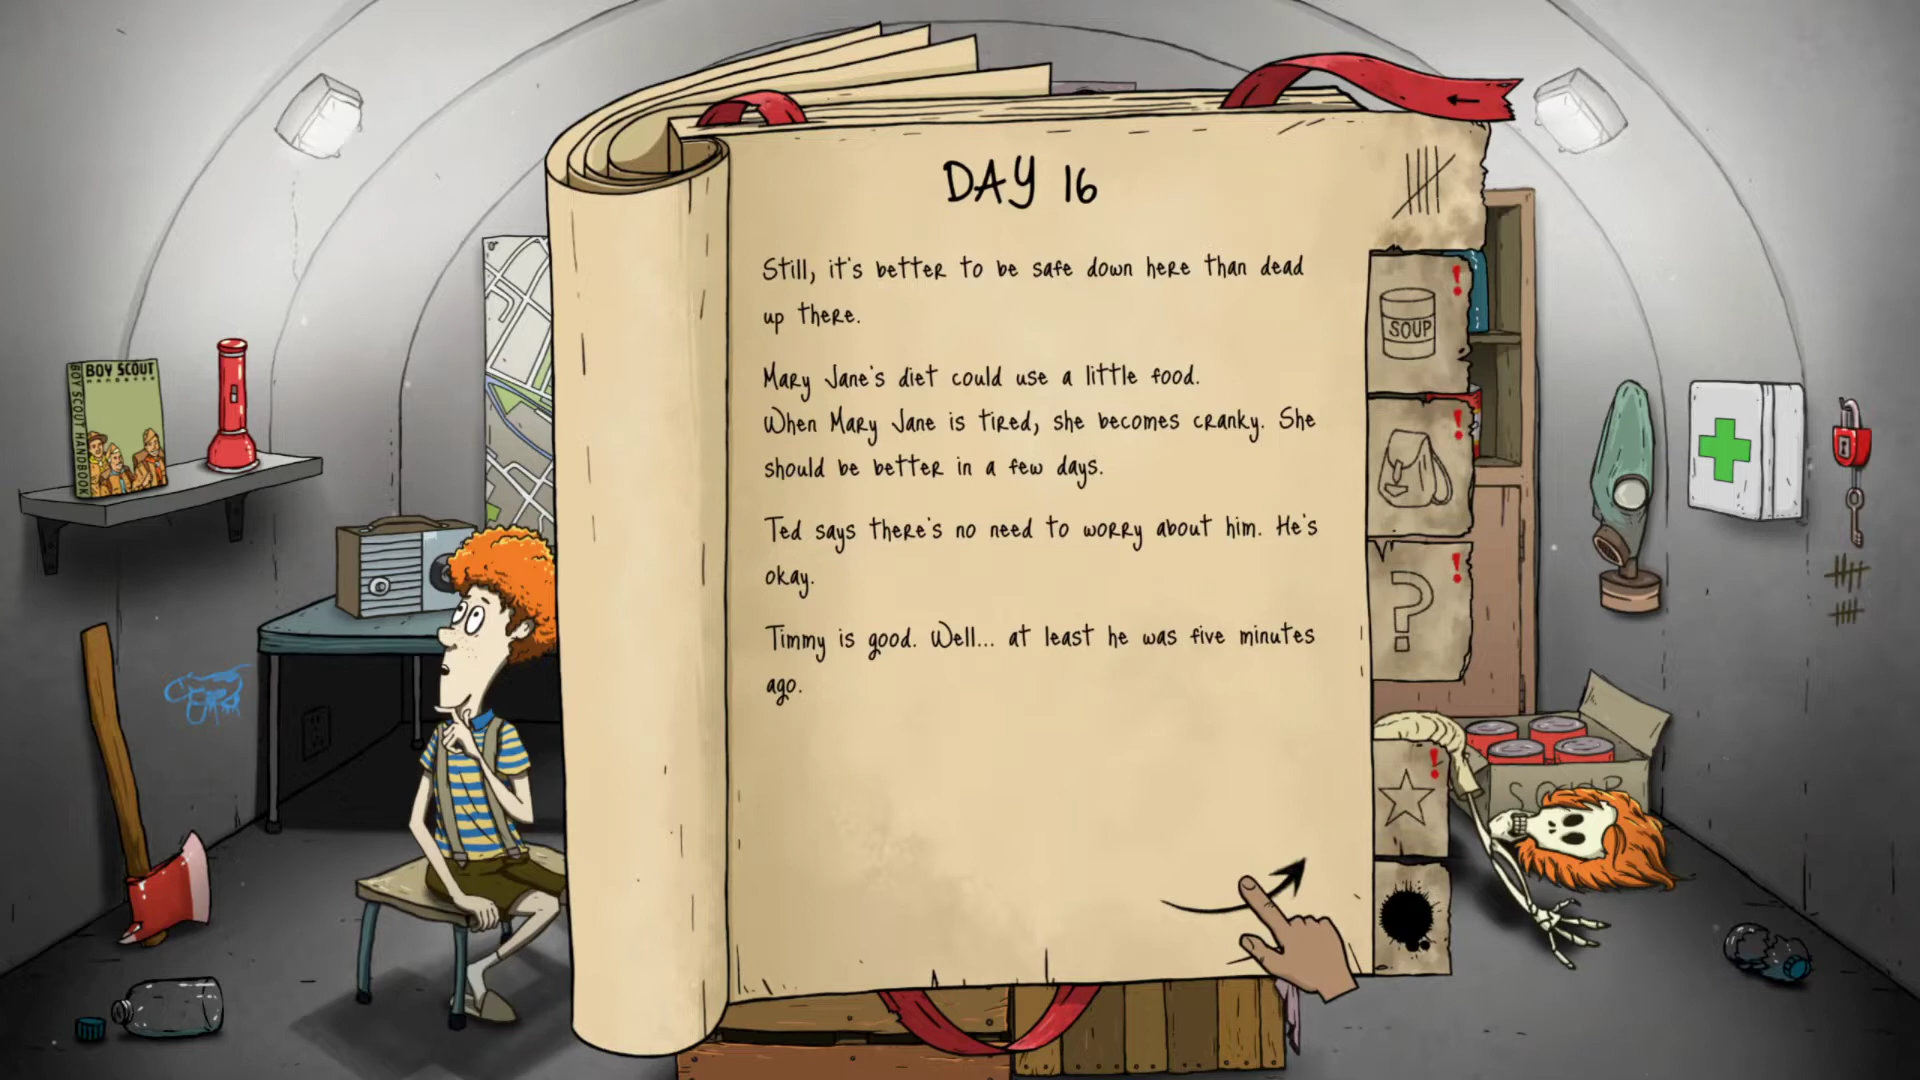 DAY 16
Still, it's better to be safe down here than dead
up there.
Mary Jane's diet could use a little food.
When Mary Jane is tired, she becomes cranky. She
should be better in a few days.
Ted says there's no need to worry about him. He's
okay.
Timmy is good. Well... at least he was five minutes
ago.
SOUP
!
!
?
!
!
BOY SCOUT
HANDBOOK
BOY SCOUT HANDBOOK
SOUP